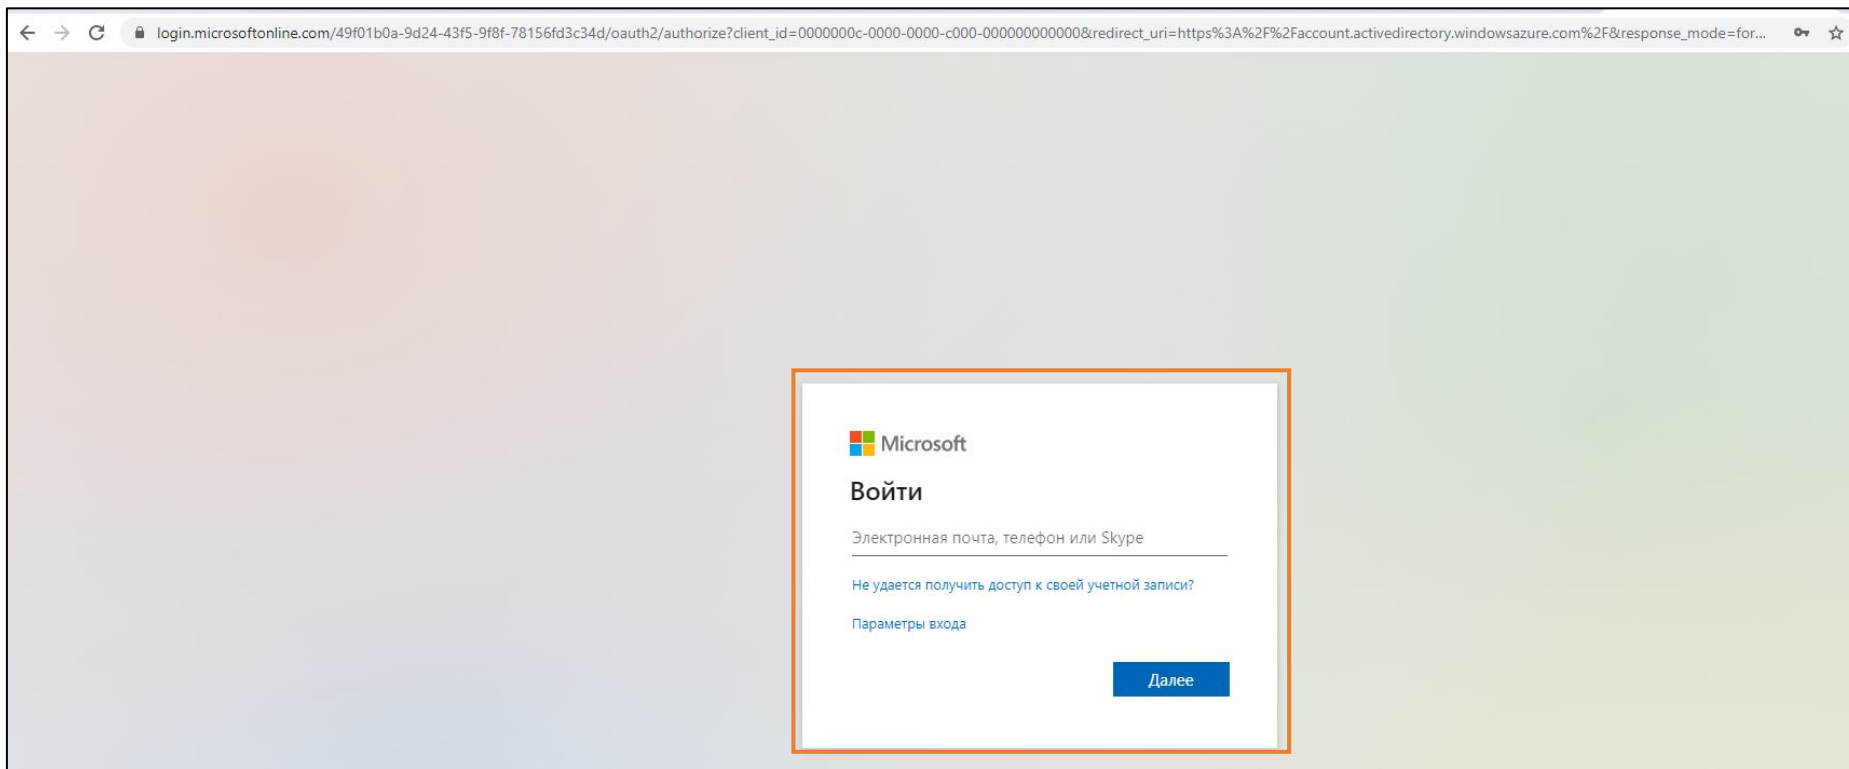 login.microsoftonline.com/49f01b0a-9d24-43f5-9f8f-78156fd3c34d/oauth2/authorize?client_id=0000000c-0000-0000-c000-000000000000&redirect_uri=https%3A%2F%2Faccount.activedirectory.windowsazure.com%2F&response_mode=for...
Microsoft
Войти
Электронная почта, телефон или Skype
Не удается получить доступ к своей учетной записи?
Параметры входа
Далее